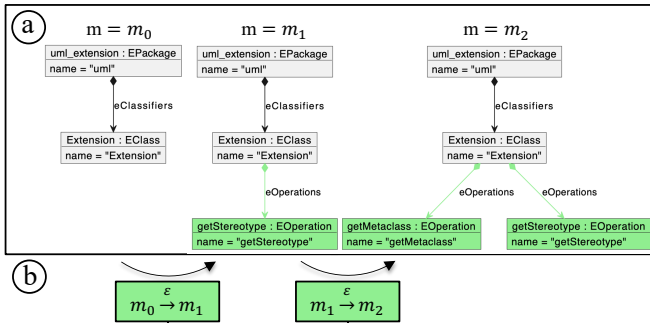 a
m = m₀
m = m₁
m = m₂
uml_extension : EPackage
name = "uml"
uml_extension : EPackage
name = "uml"
uml_extension : EPackage
name = "uml"
eClassifiers
eClassifiers
eClassifiers
Extension : EClass
name = "Extension"
Extension : EClass
name = "Extension"
Extension : EClass
name = "Extension"
eOperations
eOperations
eOperations
getStereotype : EOperation
name = "getStereotype"
getMetaclass : EOperation
name = "getMetaclass"
getStereotype : EOperation
name = "getStereotype"
b
ε
m₀ → m₁
ε
m₁ → m₂